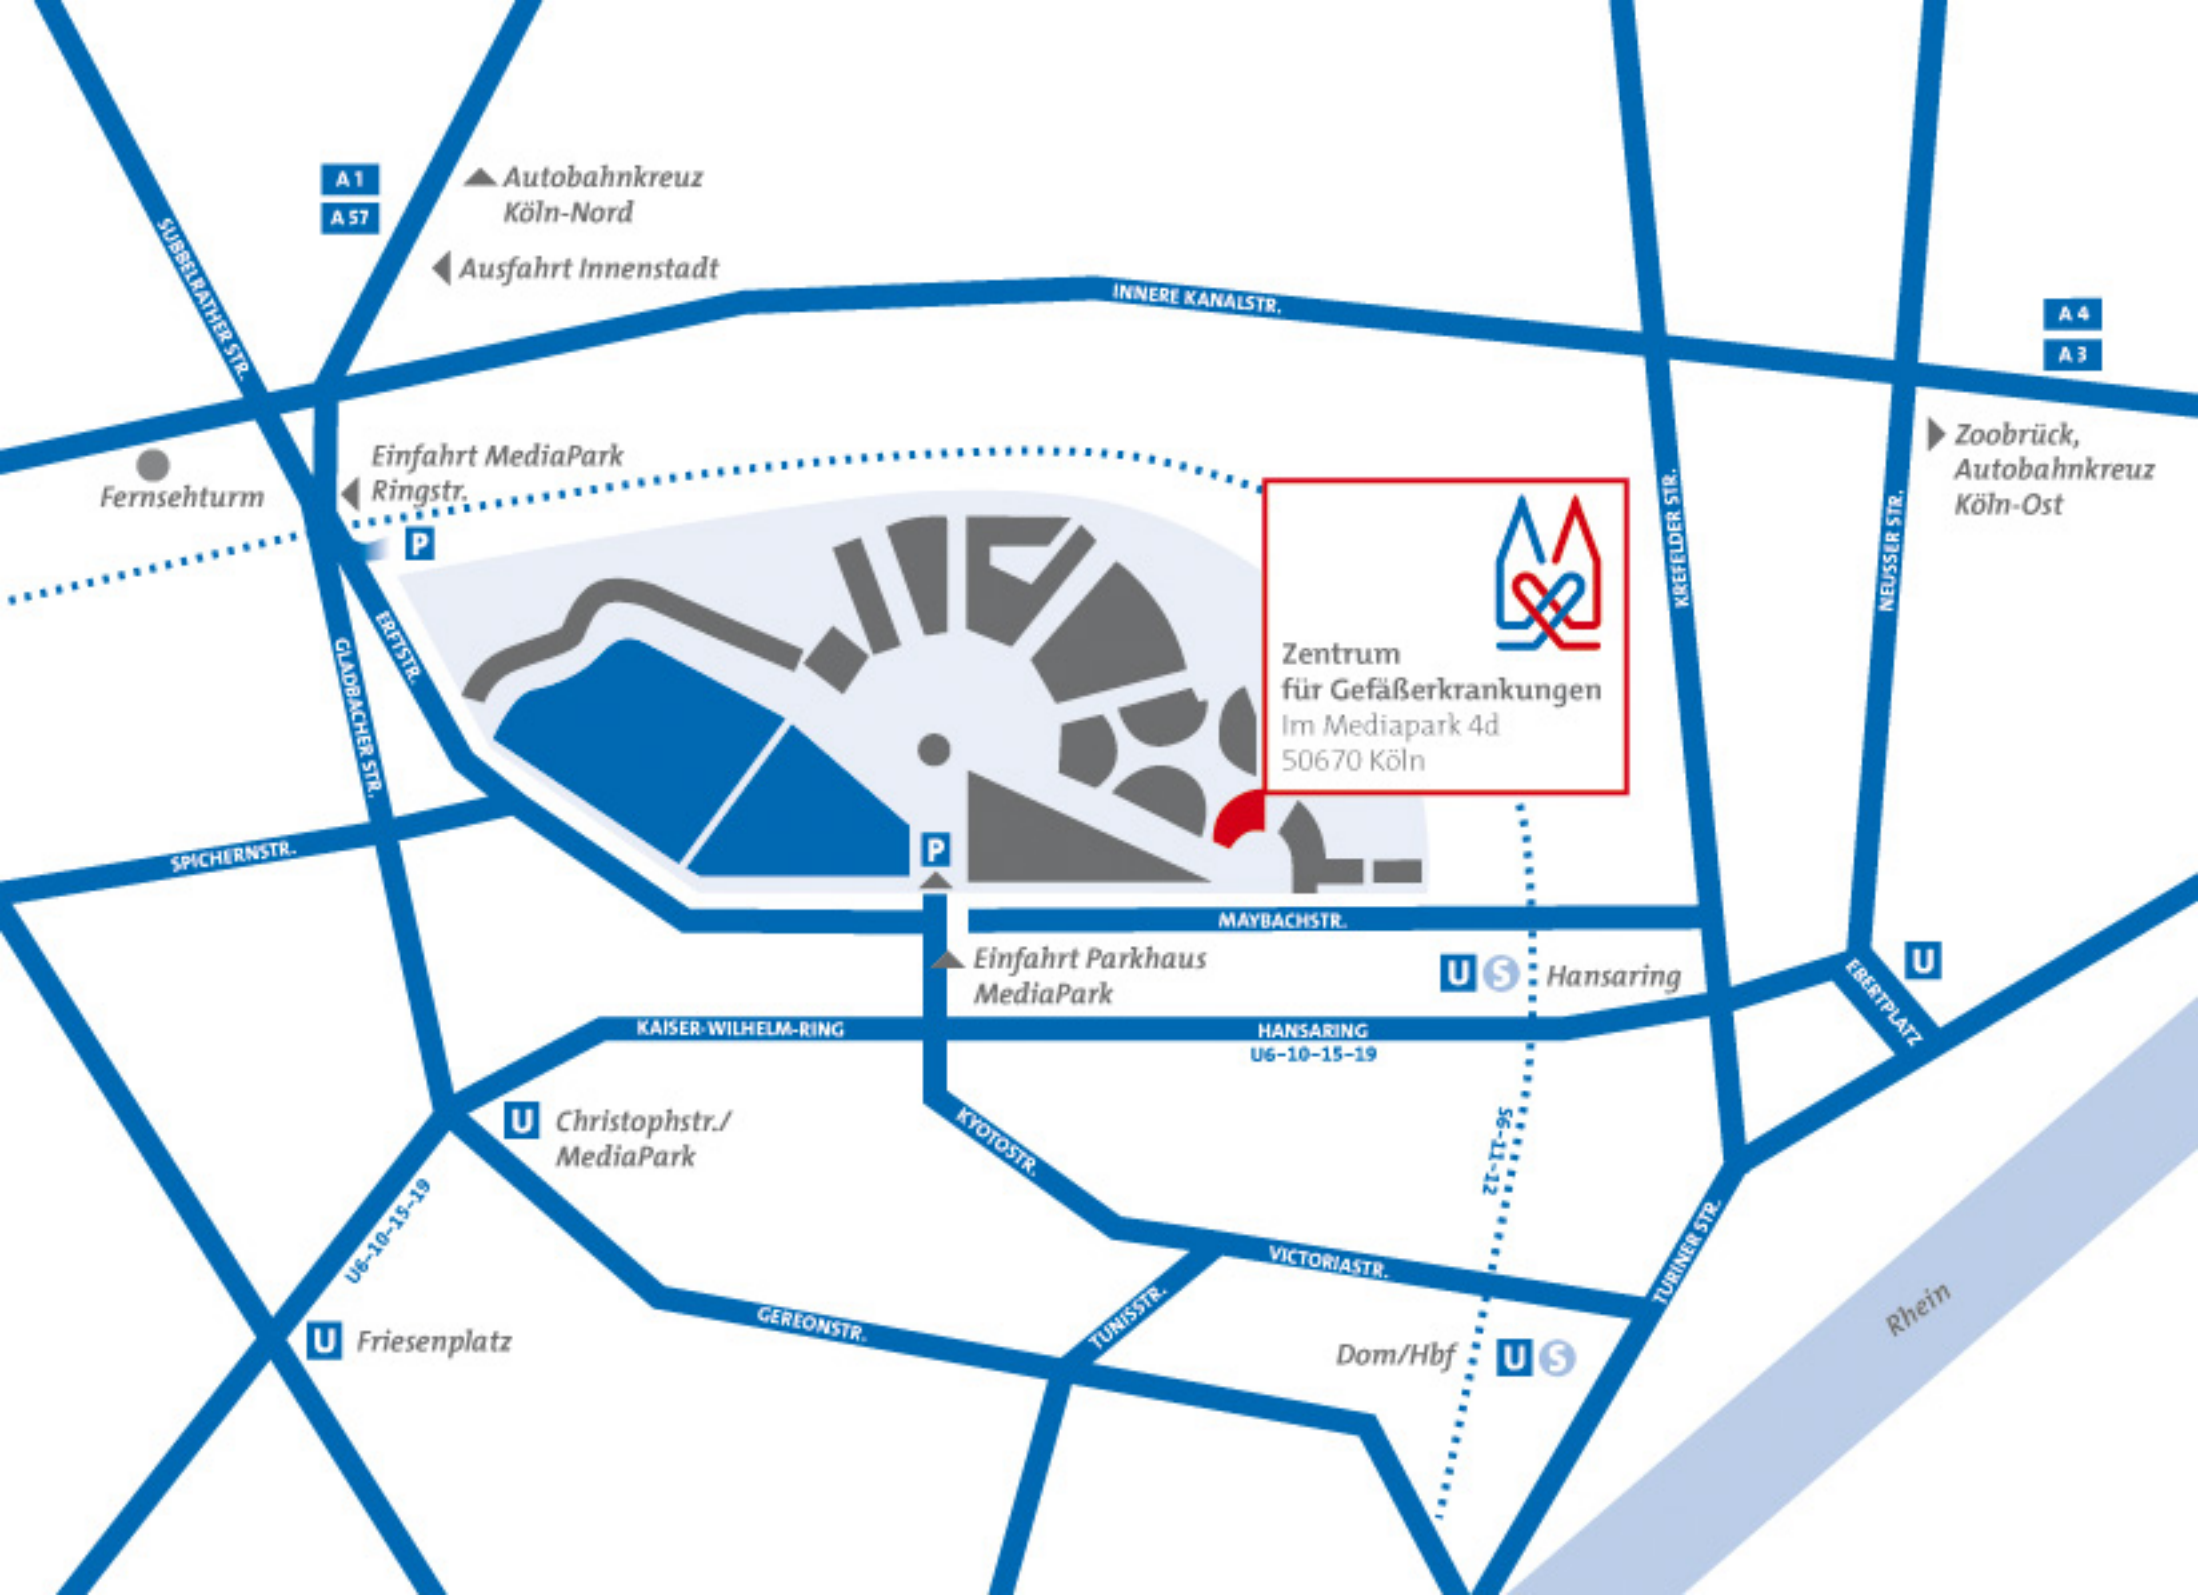 A 1
A 57
Autobahnkreuz
Köln-Nord
Ausfahrt Innenstadt
SUBBELRATHER STR.
INNERE KANALSTR.
A 4
A 3
Zoobrück,
Autobahnkreuz
Köln-Ost
Fernsehturm
Einfahrt MediaPark
Ringstr.
P
KREFELDER STR.
NEUSSER STR.
Zentrum
für Gefäßerkrankungen
Im Mediapark 4d
50670 Köln
ERFTSTR.
GLADBACHER STR.
SPICHERNSTR.
P
MAYBACHSTR.
Einfahrt Parkhaus
MediaPark
U S Hansaring
U
EBERTPLATZ
KAISER-WILHELM-RING
HANSARING
U6-10-15-19
U Christophstr./
MediaPark
KYOTOSTR.
S6-11-12
U6-10-15-19
VICTORIASTR.
TURINER STR.
TUNISSTR.
GEREONSTR.
U Friesenplatz
Dom/Hbf U S
Rhein